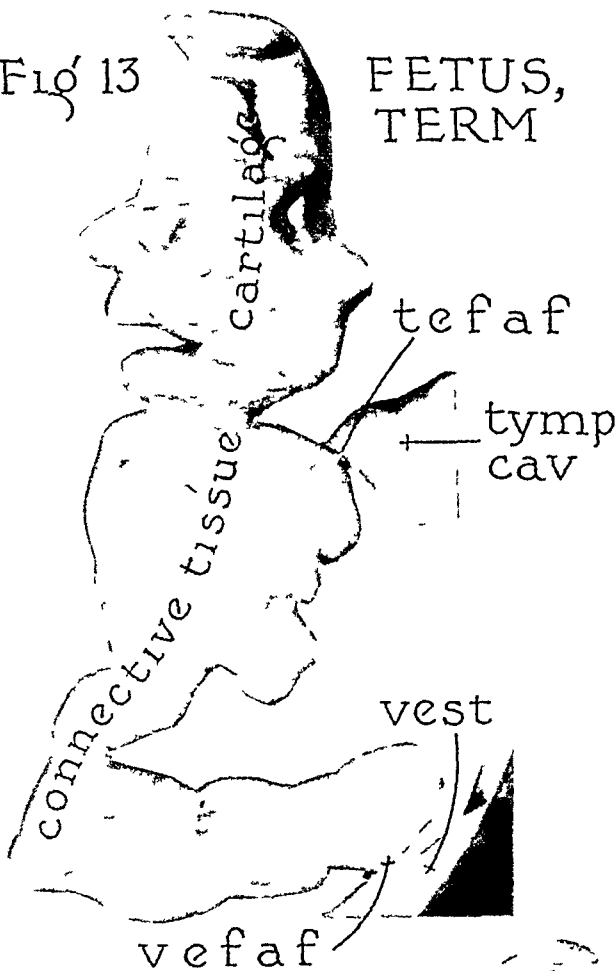 Fig 13
FETUS,
TERM
cartilage
tefaf
tymp
cav
connective tissue
vest
vefaf